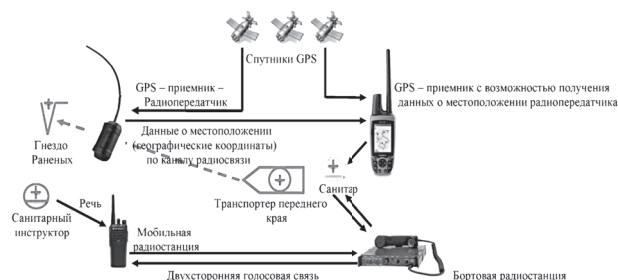 Спутники GPS
GPS – приемник –
Радиопередатчик
GPS – приемник с возможностью получения
данных о местоположении радиопередатчика
Данные о местоположении
(географические координаты)
по каналу радиосвязи
Гнездо
Раненых
Санитар
Транспортер переднего
края
Речь
Санитарный
инструктор
Мобильная
радиостанция
Двухсторонняя голосовая связь
Бортовая радиостанция